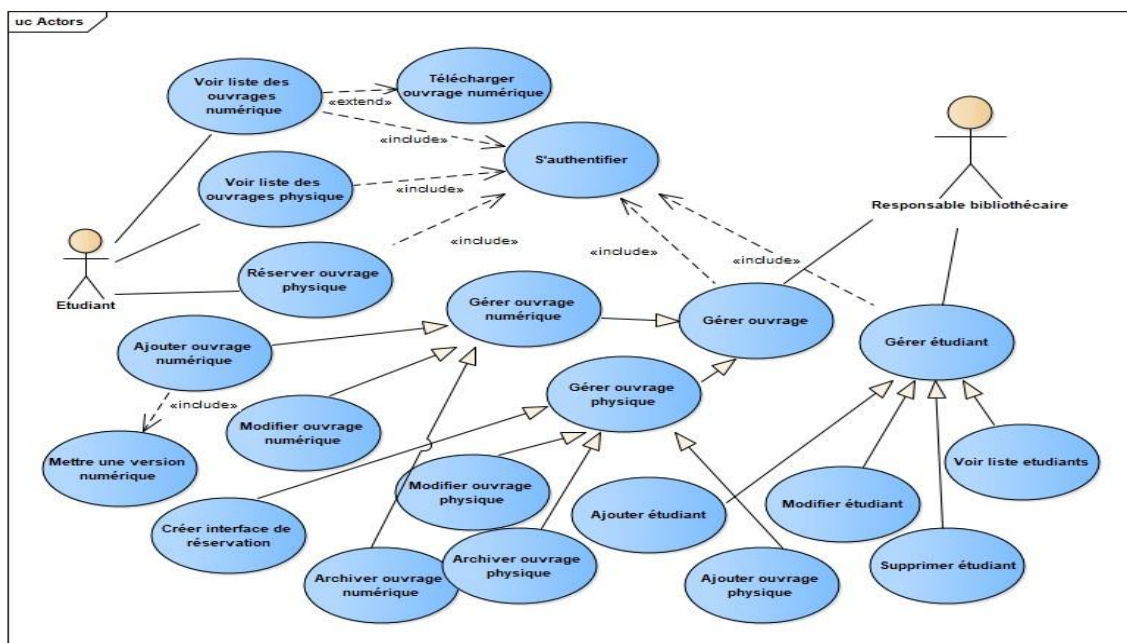 uc Actors
Voir liste des
ouvrages
numérique
Télécharger
ouvrage numérique
«extend»
«include»
S'authentifier
Voir liste des
ouvrages physique
«include»
Responsable bibliothécaire
Réserver ouvrage
physique
«include»
«include»
«include»
Etudiant
Gérer ouvrage
numérique
Gérer ouvrage
Gérer étudiant
Ajouter ouvrage
numérique
Gérer ouvrage
physique
«include»
Modifier ouvrage
numérique
Mettre une version
numérique
Voir liste etudiants
Modifier ouvrage
physique
Modifier étudiant
Ajouter étudiant
Créer interface de
réservation
Archiver ouvrage
physique
Supprimer étudiant
Archiver ouvrage
numérique
Ajouter ouvrage
physique